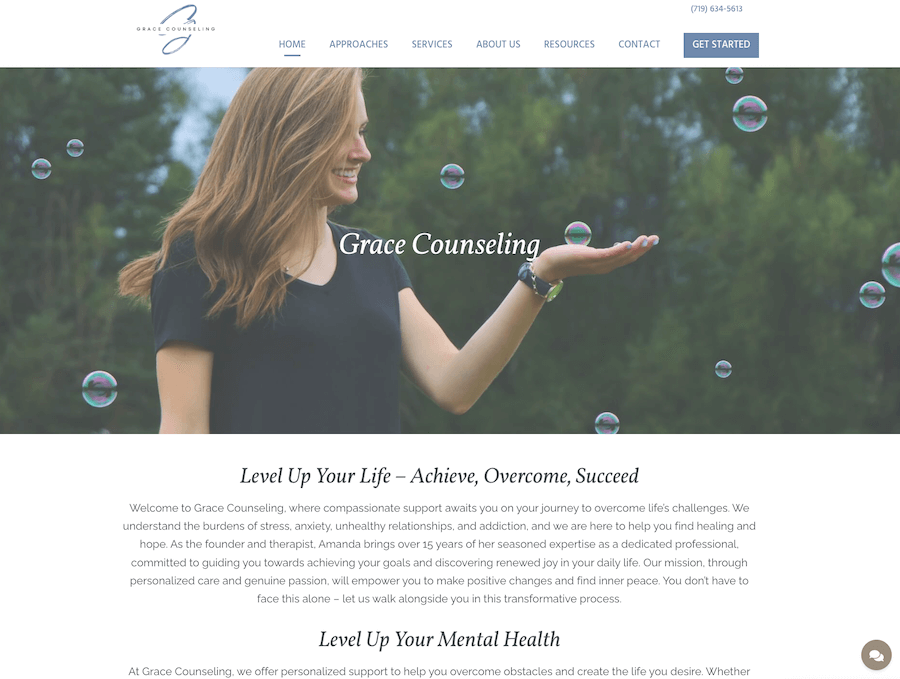 (719) 634-5613
GRACE COUNSELING
HOME APPROACHES SERVICES ABOUT US RESOURCES CONTACT GET STARTED
Grace Counseling
Level Up Your Life – Achieve, Overcome, Succeed
Welcome to Grace Counseling, where compassionate support awaits you on your journey to overcome life's challenges. We
understand the burdens of stress, anxiety, unhealthy relationships, and addiction, and we are here to help you find healing and
hope. As the founder and therapist, Amanda brings over 15 years of her seasoned expertise as a dedicated professional,
committed to guiding you towards achieving your goals and discovering renewed joy in your daily life. Our mission, through
personalized care and genuine passion, will empower you to make positive changes and find inner peace. You don't have to
face this alone – let us walk alongside you in this transformative process.
Level Up Your Mental Health
At Grace Counseling, we offer personalized support to help you overcome obstacles and create the life you desire. Whether